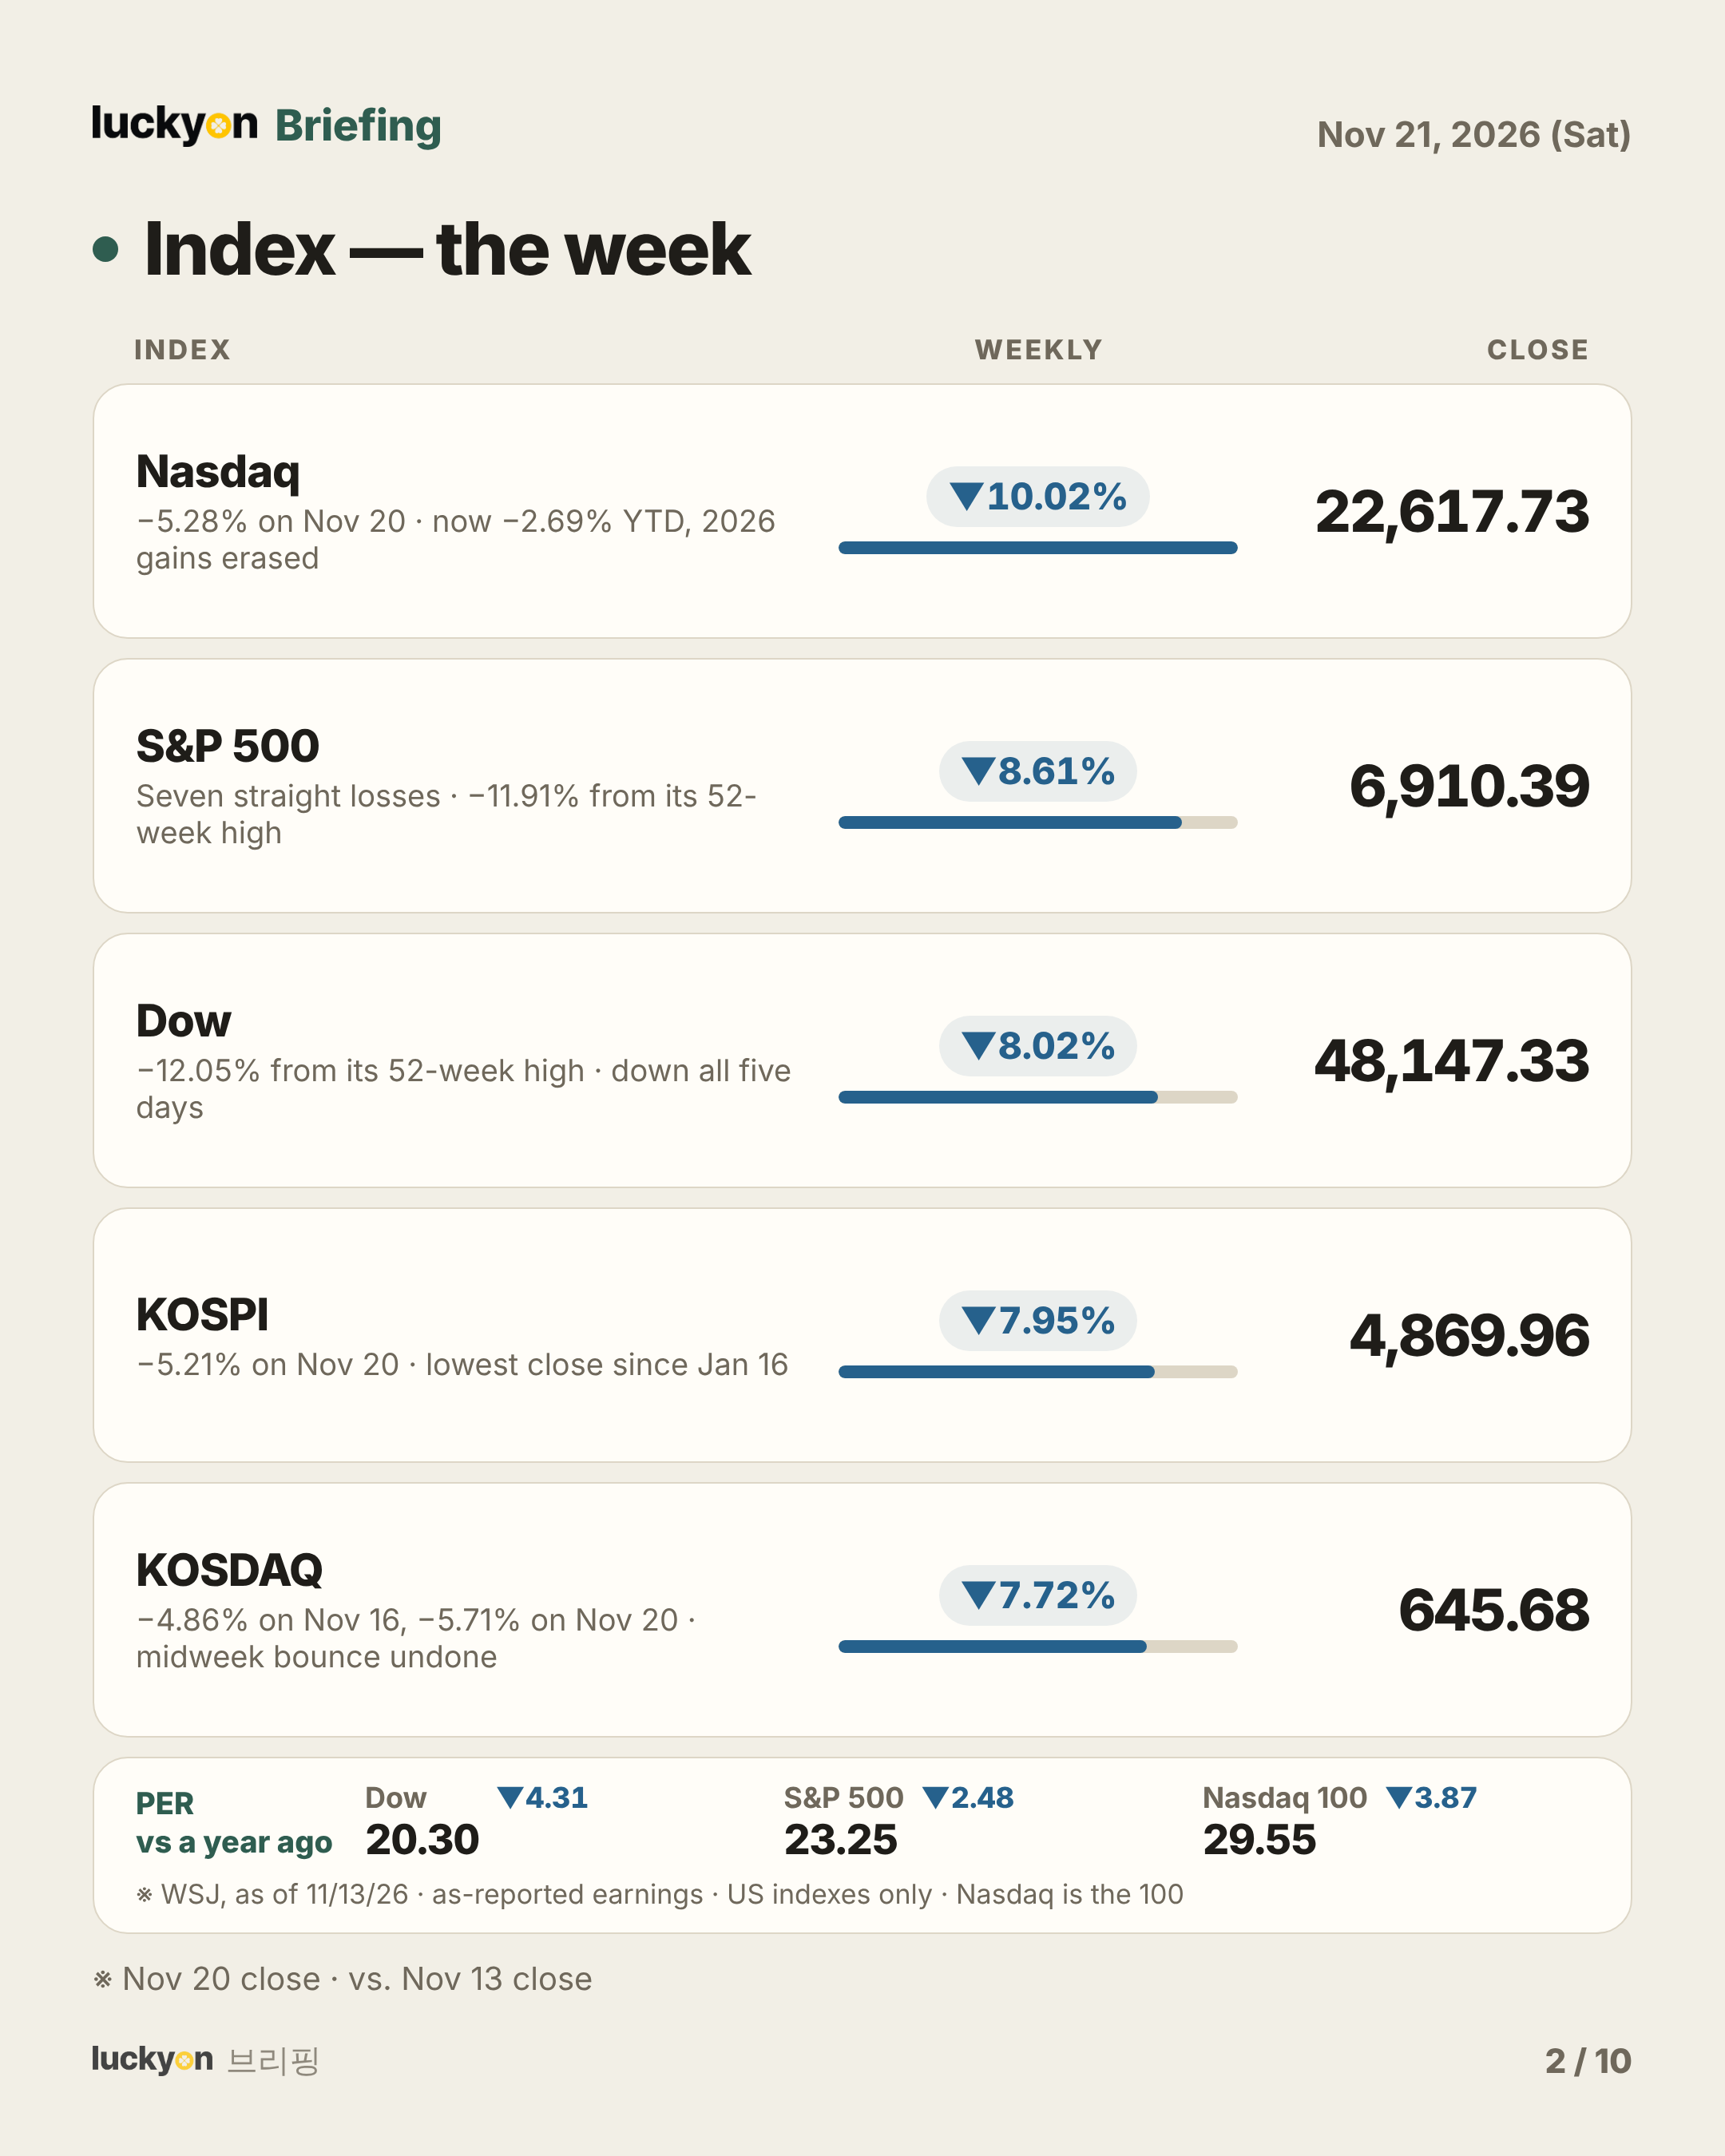 luckyon Briefing
Nov 21, 2026 (Sat)
• Index — the week
INDEX WEEKLY CLOSE
Nasdaq
−5.28% on Nov 20 · now −2.69% YTD, 2026
gains erased
▼10.02%
22,617.73
S&P 500
Seven straight losses · −11.91% from its 52-
week high
▼8.61%
6,910.39
Dow
−12.05% from its 52-week high · down all five
days
▼8.02%
48,147.33
KOSPI
−5.21% on Nov 20 · lowest close since Jan 16
▼7.95%
4,869.96
KOSDAQ
−4.86% on Nov 16, −5.71% on Nov 20 ·
midweek bounce undone
▼7.72%
645.68
PER
vs a year ago
Dow ▼4.31
20.30
S&P 500 ▼2.48
23.25
Nasdaq 100 ▼3.87
29.55
※ WSJ, as of 11/13/26 · as-reported earnings · US indexes only · Nasdaq is the 100
※ Nov 20 close · vs. Nov 13 close
luckyon 브리핑
2 / 10